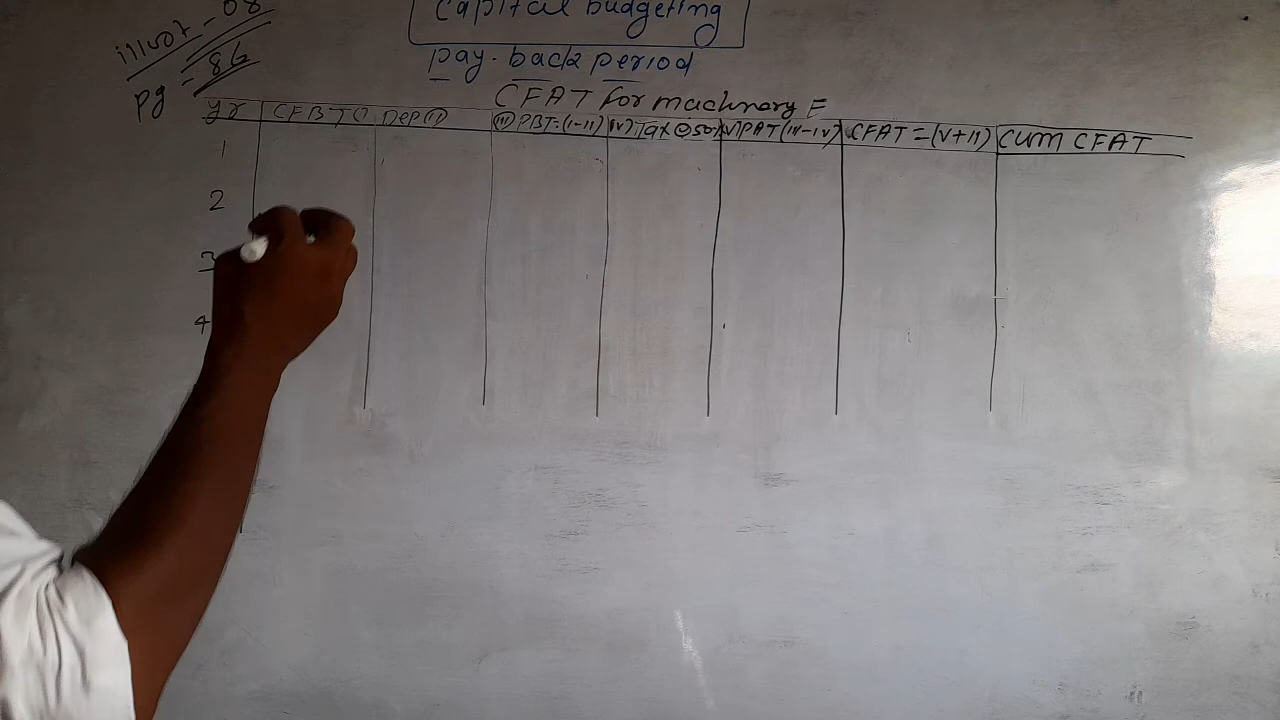 Capital budgeting
Pay-back period
illust - 08
pg = 86
CFAT for machinary E
yr CFBT (I) Dep (II) (III) PBT=(I-II) (IV) Tax @ 50% (V) PAT (III-IV) CFAT = (V+II) CUM CFAT
1
2
3
4